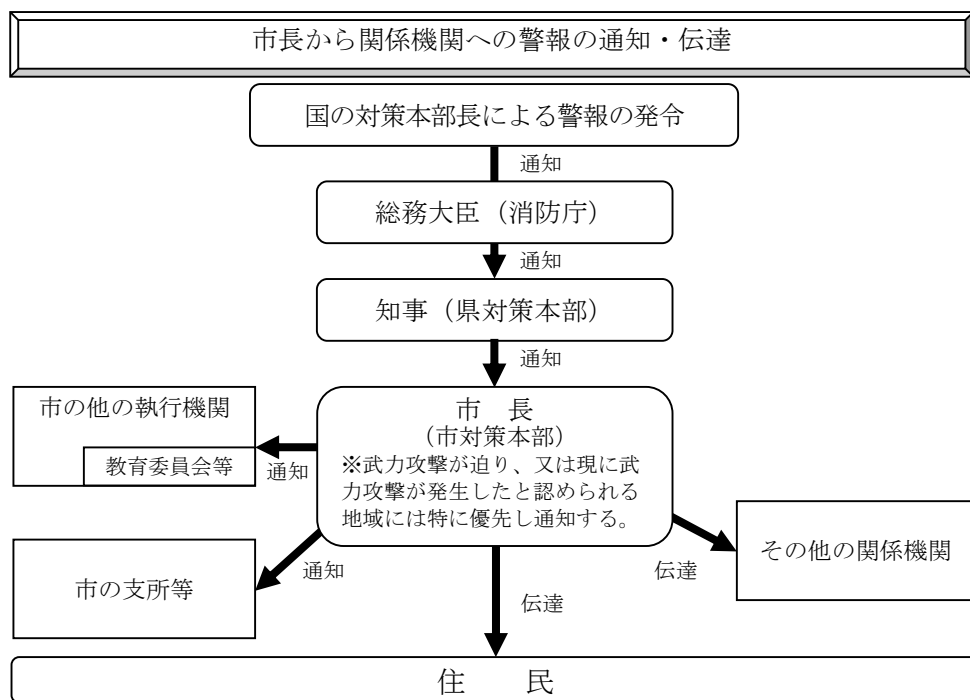 市長から関係機関への警報の通知・伝達
国の対策本部長による警報の発令
通知
総務大臣（消防庁）
通知
知事（県対策本部）
通知
市　長
（市対策本部）
※武力攻撃が迫り、又は現に武
力攻撃が発生したと認められる
地域には特に優先し通知する。
市の他の執行機関
教育委員会等
通知
市の支所等
通知
伝達
伝達
その他の関係機関
住　　民